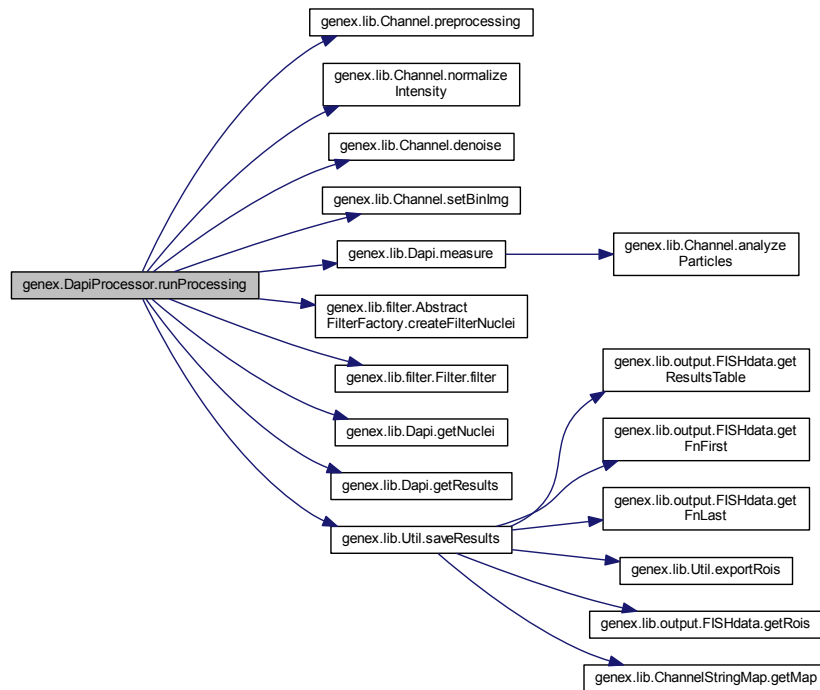 genex.lib.Channel.preprocessing
genex.lib.Channel.normalize
Intensity
genex.lib.Channel.denoise
genex.lib.Channel.setBinImg
genex.lib.Dapi.measure
genex.lib.Channel.analyze
Particles
genex.DapiProcessor.runProcessing
genex.lib.filter.Abstract
FilterFactory.createFilterNuclei
genex.lib.filter.Filter.filter
genex.lib.output.FISHdata.get
ResultsTable
genex.lib.Dapi.getNuclei
genex.lib.output.FISHdata.get
FnFirst
genex.lib.Dapi.getResults
genex.lib.output.FISHdata.get
FnLast
genex.lib.Util.saveResults
genex.lib.Util.exportRois
genex.lib.output.FISHdata.getRois
genex.lib.ChannelStringMap.getMap